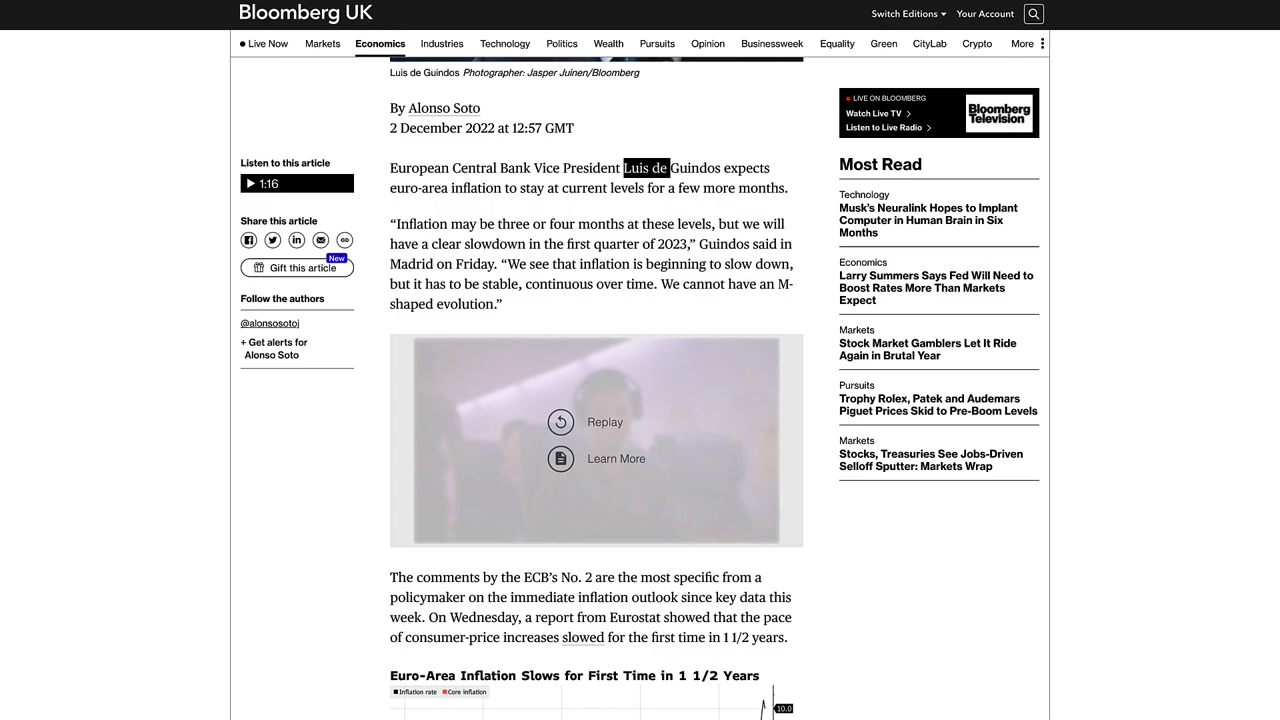 Bloomberg UK
Switch Editions
Your Account
Live Now
Markets
Economics
Industries
Technology
Politics
Wealth
Pursuits
Opinion
Businessweek
Equality
Green
CityLab
Crypto
More
Luis de Guindos Photographer: Jasper Juinen/Bloomberg
By Alonso Soto
2 December 2022 at 12:57 GMT
Listen to this article
1:16
Share this article
New
Gift this article
Follow the authors
@alonsosotoj
+ Get alerts for
Alonso Soto
European Central Bank Vice President Luis de Guindos expects
euro-area inflation to stay at current levels for a few more months.
“Inflation may be three or four months at these levels, but we will
have a clear slowdown in the first quarter of 2023,” Guindos said in
Madrid on Friday. “We see that inflation is beginning to slow down,
but it has to be stable, continuous over time. We cannot have an M-
shaped evolution.”
Replay
Learn More
The comments by the ECB’s No. 2 are the most specific from a
policymaker on the immediate inflation outlook since key data this
week. On Wednesday, a report from Eurostat showed that the pace
of consumer-price increases slowed for the first time in 1 1/2 years.
Euro-Area Inflation Slows for First Time in 1 1/2 Years
Inflation rate
Core inflation
10.0
LIVE ON BLOOMBERG
Watch Live TV
Listen to Live Radio
Bloomberg
Television
Most Read
Technology
Musk’s Neuralink Hopes to Implant
Computer in Human Brain in Six
Months
Economics
Larry Summers Says Fed Will Need to
Boost Rates More Than Markets
Expect
Markets
Stock Market Gamblers Let It Ride
Again in Brutal Year
Pursuits
Trophy Rolex, Patek and Audemars
Piguet Prices Skid to Pre-Boom Levels
Markets
Stocks, Treasuries See Jobs-Driven
Selloff Sputter: Markets Wrap